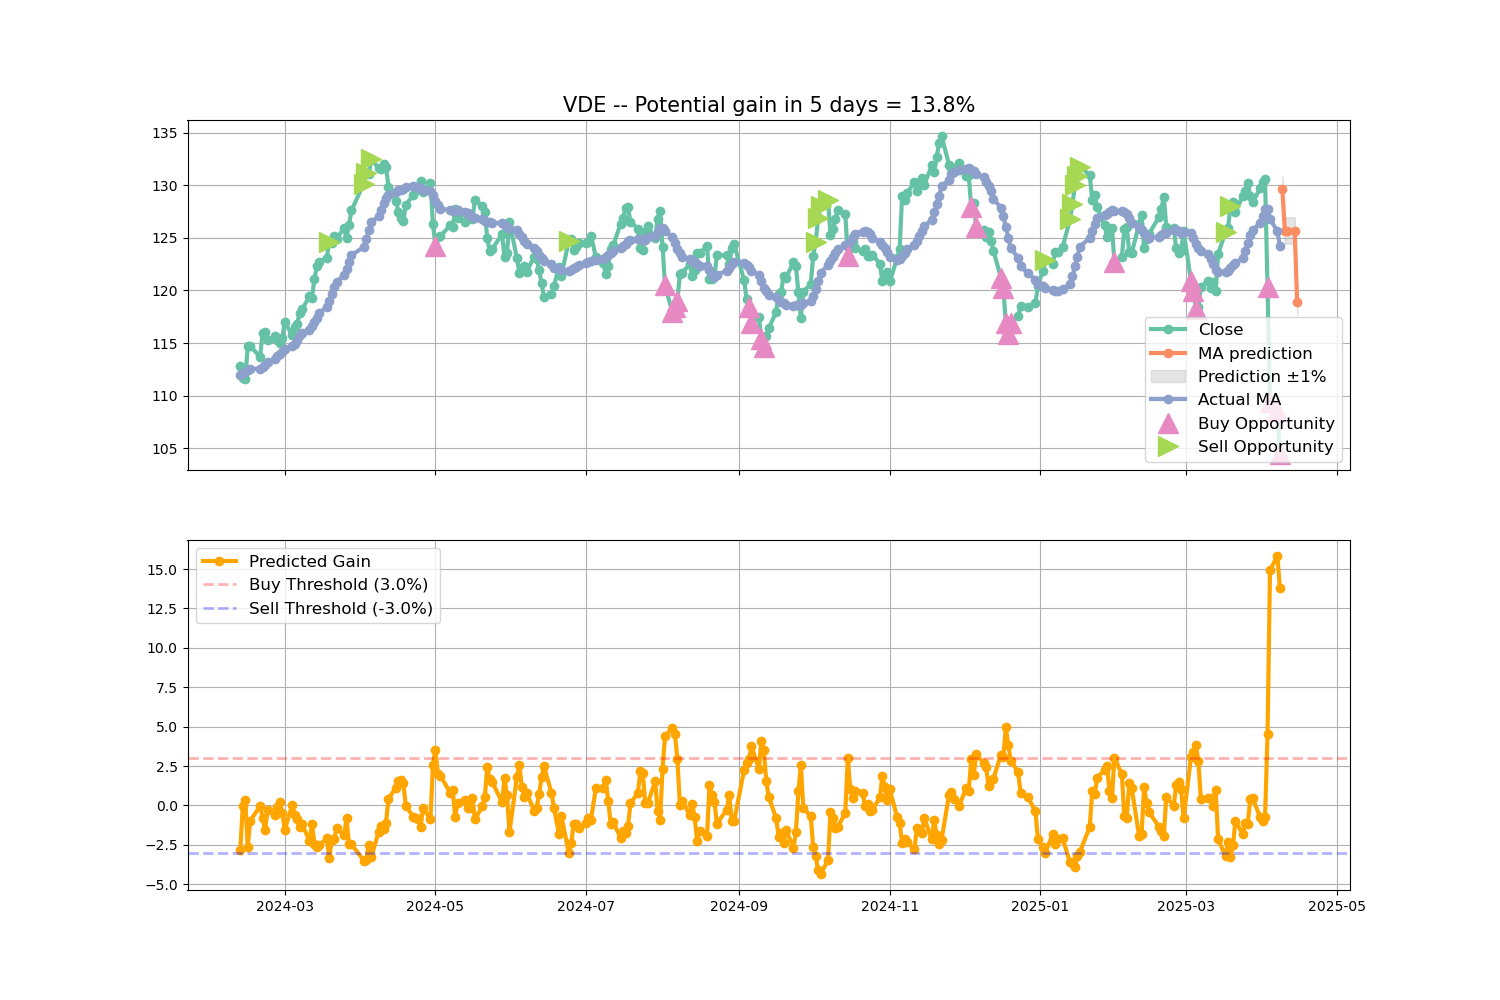 VDE -- Potential gain in 5 days = 13.8%
135
130
125
120
115
110
105
Close
MA prediction
Prediction ±1%
Actual MA
Buy Opportunity
Sell Opportunity
Predicted Gain
Buy Threshold (3.0%)
Sell Threshold (-3.0%)
15.0
12.5
10.0
7.5
5.0
2.5
0.0
−2.5
−5.0
2024-03
2024-05
2024-07
2024-09
2024-11
2025-01
2025-03
2025-05